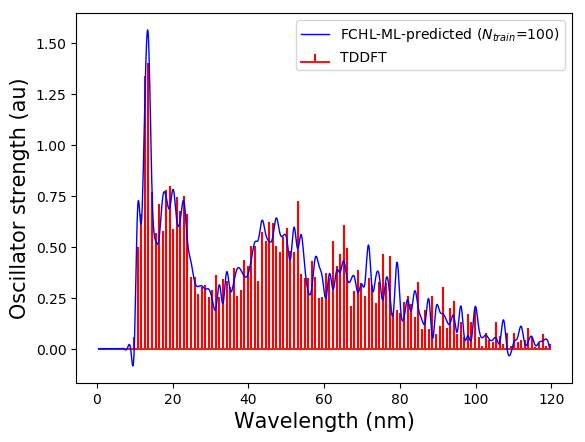 FCHL-ML-predicted (N_train=100)
TDDFT
1.50
1.25
1.00
0.75
0.50
0.25
0.00
Oscillator strength (au)
0 20 40 60 80 100 120
Wavelength (nm)